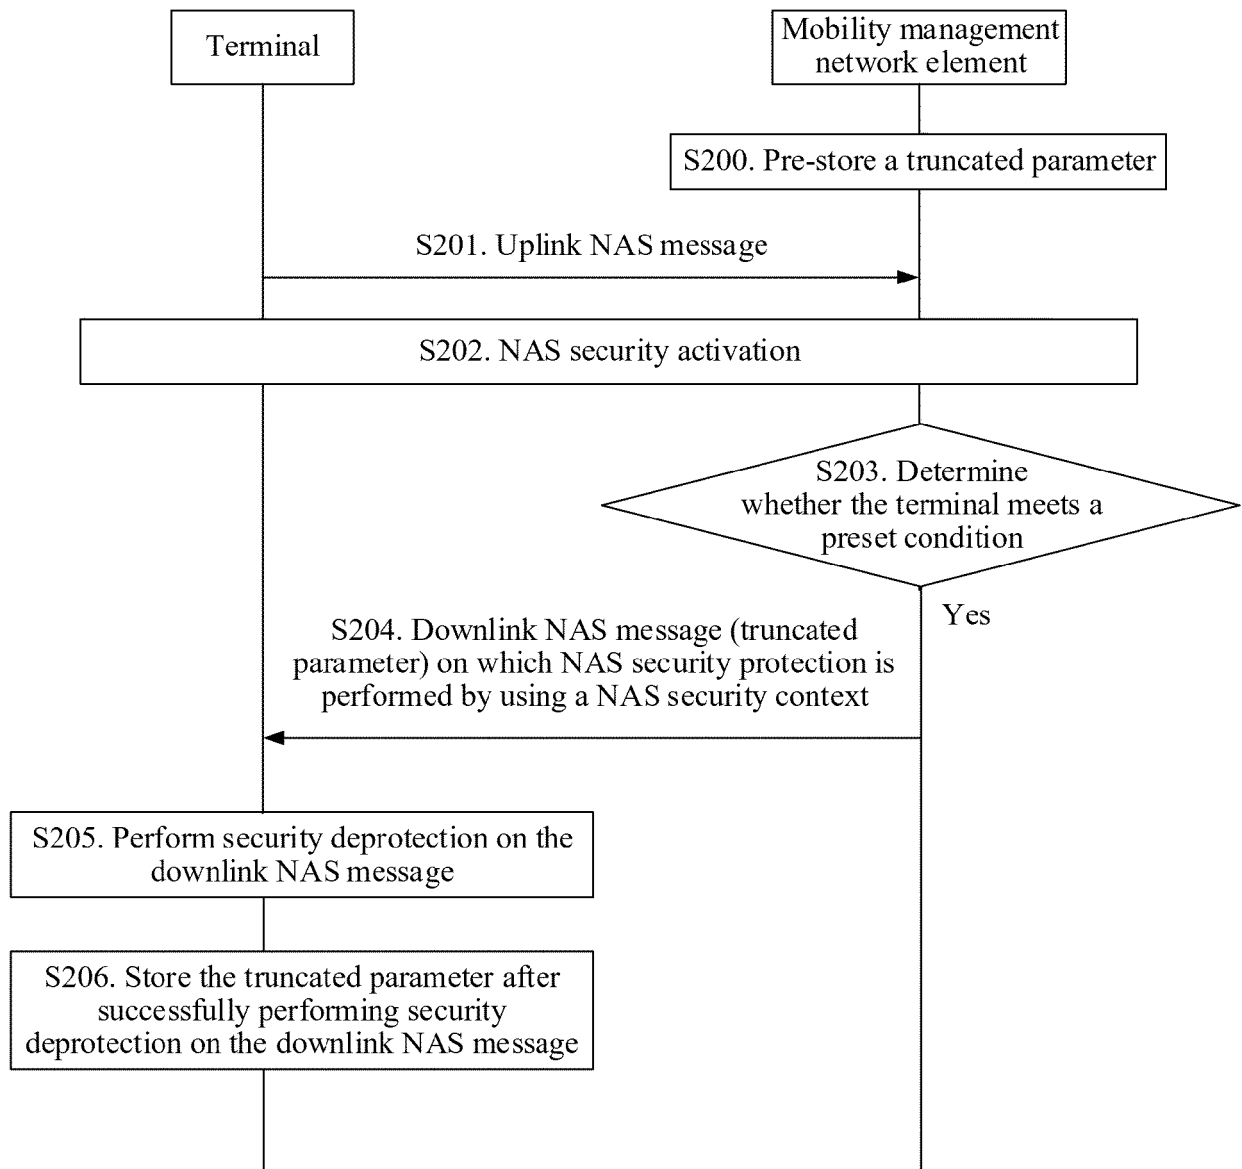 Terminal
Mobility management
network element
S200. Pre-store a truncated parameter
S201. Uplink NAS message
S202. NAS security activation
S203. Determine
whether the terminal meets a
preset condition
Yes
S204. Downlink NAS message (truncated
parameter) on which NAS security protection is
performed by using a NAS security context
S205. Perform security deprotection on the
downlink NAS message
S206. Store the truncated parameter after
successfully performing security
deprotection on the downlink NAS message